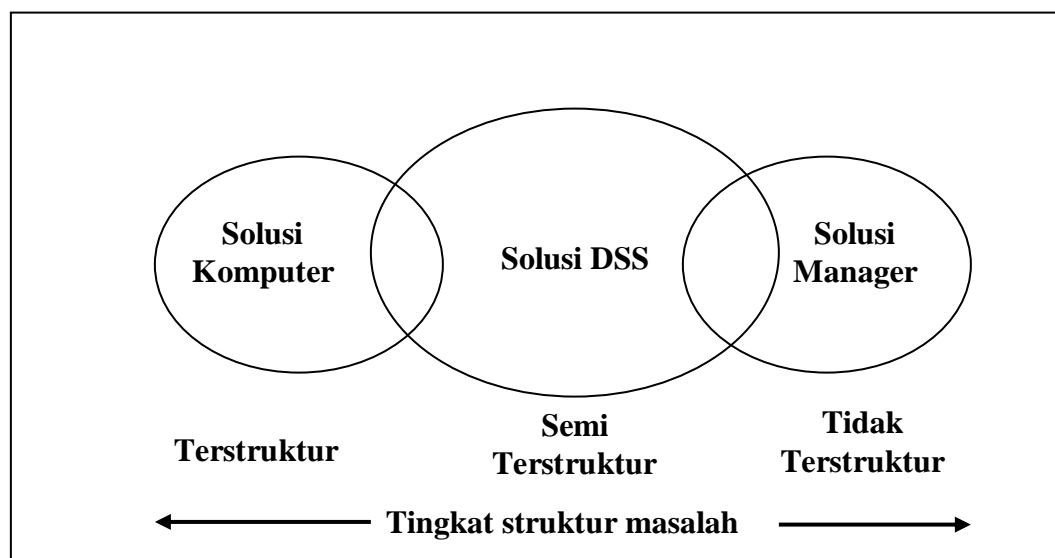 Solusi
Komputer
Solusi DSS
Solusi
Manager
Terstruktur
Semi
Terstruktur
Tidak
Terstruktur
Tingkat struktur masalah